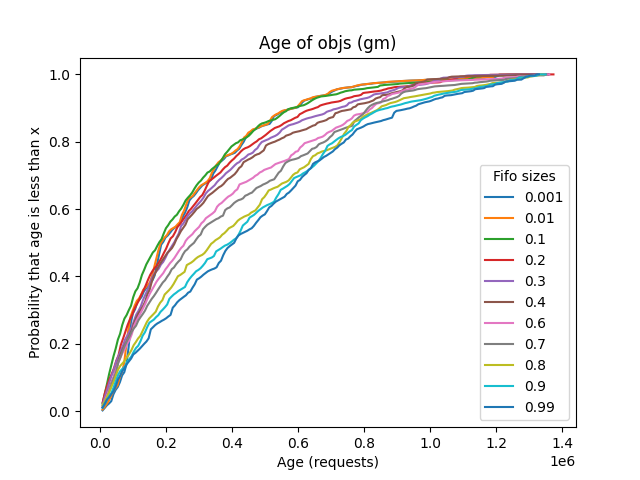 Age of objs (gm)
Probability that age is less than x
1.0
0.8
0.6
0.4
0.2
0.0
Fifo sizes
0.001
0.01
0.1
0.2
0.3
0.4
0.6
0.7
0.8
0.9
0.99
0.0 0.2 0.4 0.6 0.8 1.0 1.2 1.4
1e6
Age (requests)